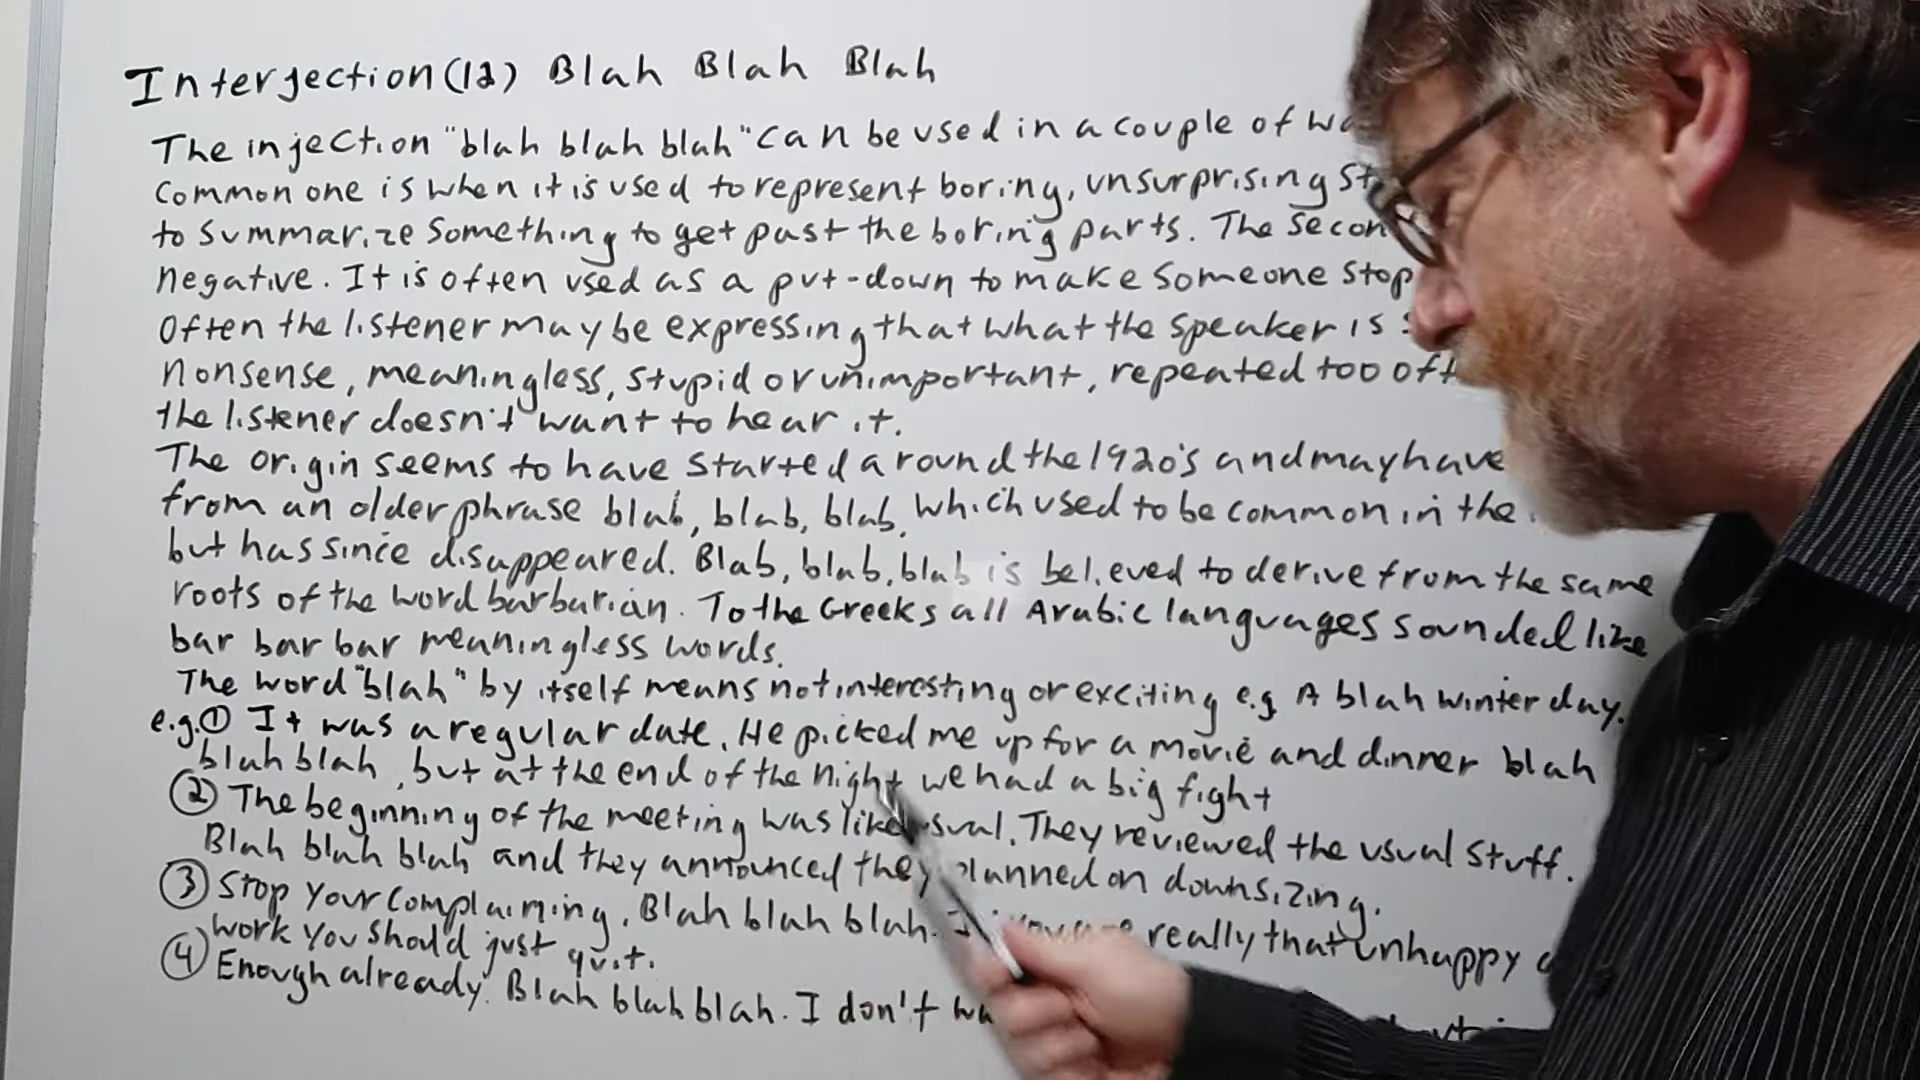 Interjection(12) Blah Blah Blah
The injection "blah blah blah" can be used in a couple of
common one is when it is used to represent boring, unsurprising
to summarize something to get past the boring parts. The
negative. It is often used as a put-down to make someone stop
Often the listener may be expressing that what the speaker is
nonsense, meaningless, stupid or unimportant, repeated too
the listener doesn't want to hear it.
The origin seems to have started around the 1920's and may have
from an older phrase blab, blab, blab, which used to be common in the
but has since disappeared. Blab, blab, blab is believed to derive from the same
roots of the word barbarian. To the Greeks all Arabic languages sounded like
bar bar bar meaningless words.
The word "blah" by itself means not interesting or exciting e.g. A blah winter day.
e.g. ① It was a regular date. He picked me up for a movie and dinner blah
blah blah, but at the end of the night we had a big fight
② The beginning of the meeting was like usual. They reviewed the usual stuff.
Blah blah blah and they announced they planned on downsizing.
③ Stop your complaining. Blah blah blah. really that unhappy
work you should just quit.
④ Enough already. Blah blah blah. I don't